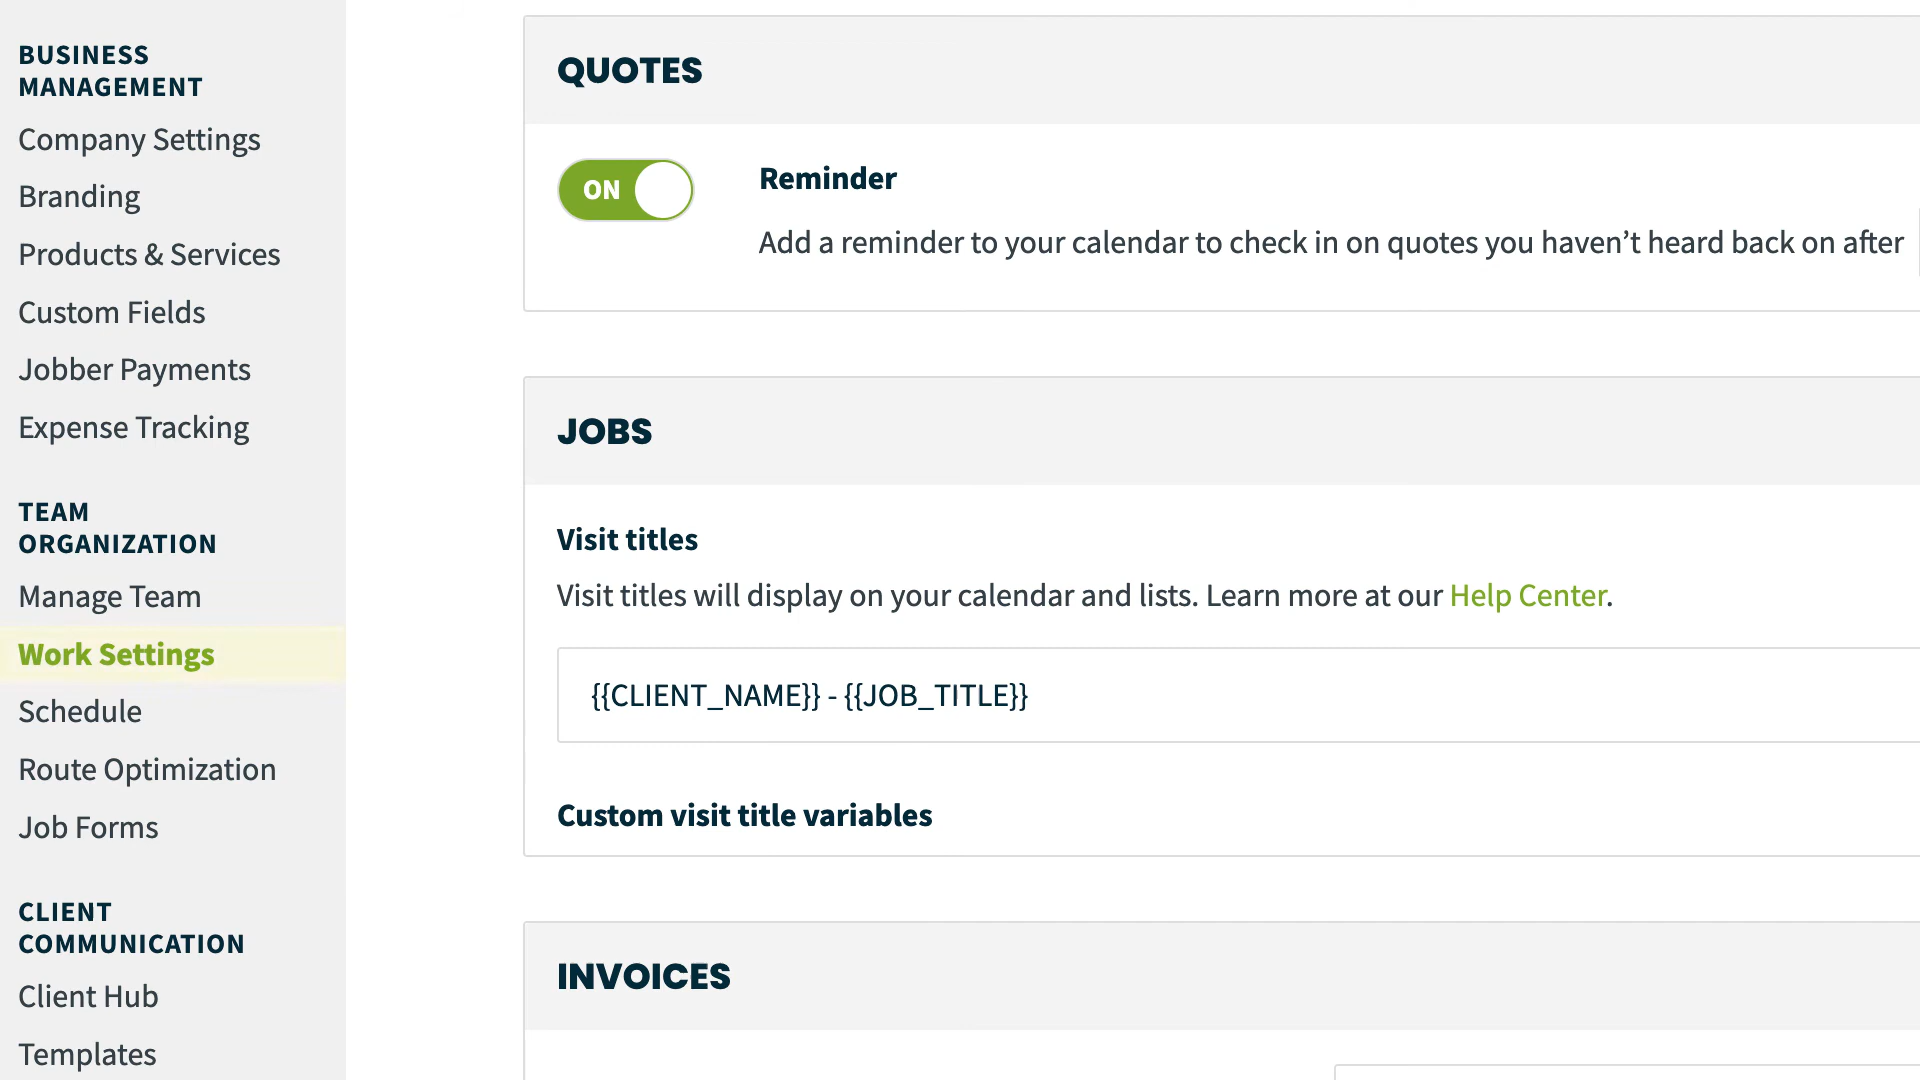 BUSINESS
MANAGEMENT
Company Settings
Branding
Products & Services
Custom Fields
Jobber Payments
Expense Tracking
TEAM
ORGANIZATION
Manage Team
Work Settings
Schedule
Route Optimization
Job Forms
CLIENT
COMMUNICATION
Client Hub
Templates
QUOTES
ON
Reminder
Add a reminder to your calendar to check in on quotes you haven’t heard back on after
JOBS
Visit titles
Visit titles will display on your calendar and lists. Learn more at our Help Center.
{{CLIENT_NAME}} - {{JOB_TITLE}}
Custom visit title variables
INVOICES